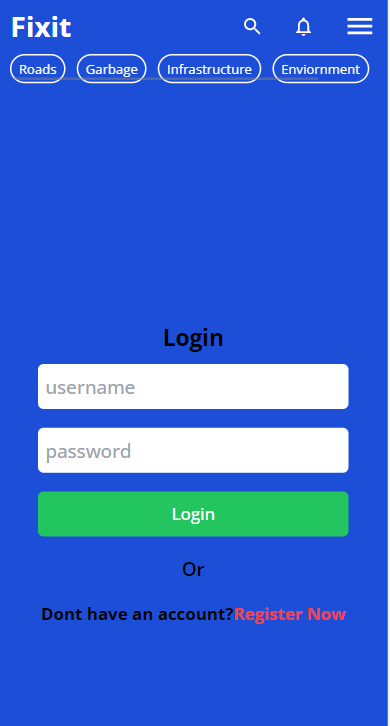 Fixit
Roads Garbage Infrastructure Enviornment
Login
username
password
Login
Or
Dont have an account?Register Now